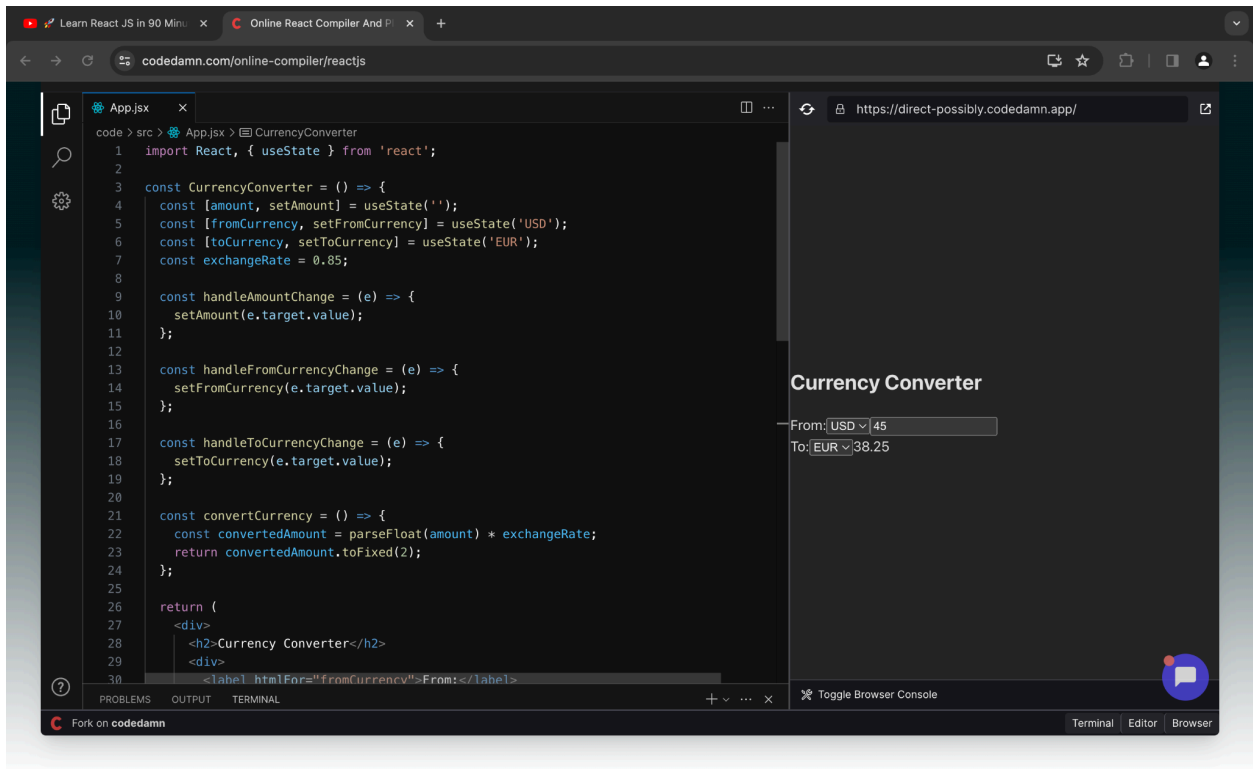 🚀 Learn React JS in 90 Minu
Online React Compiler And Pl
codedamn.com/online-compiler/reactjs
App.jsx
code > src > App.jsx > CurrencyConverter
1 import React, { useState } from 'react';
2
3 const CurrencyConverter = () => {
4 const [amount, setAmount] = useState('');
5 const [fromCurrency, setFromCurrency] = useState('USD');
6 const [toCurrency, setToCurrency] = useState('EUR');
7 const exchangeRate = 0.85;
8
9 const handleAmountChange = (e) => {
10 setAmount(e.target.value);
11 };
12
13 const handleFromCurrencyChange = (e) => {
14 setFromCurrency(e.target.value);
15 };
16
17 const handleToCurrencyChange = (e) => {
18 setToCurrency(e.target.value);
19 };
20
21 const convertCurrency = () => {
22 const convertedAmount = parseFloat(amount) * exchangeRate;
23 return convertedAmount.toFixed(2);
24 };
25
26 return (
27 <div>
28 <h2>Currency Converter</h2>
29 <div>
30 <label htmlFor="fromCurrency">From:</label>
PROBLEMS OUTPUT TERMINAL
https://direct-possibly.codedamn.app/
Currency Converter
From: USD 45
To: EUR 38.25
Toggle Browser Console
Fork on codedamn
Terminal Editor Browser